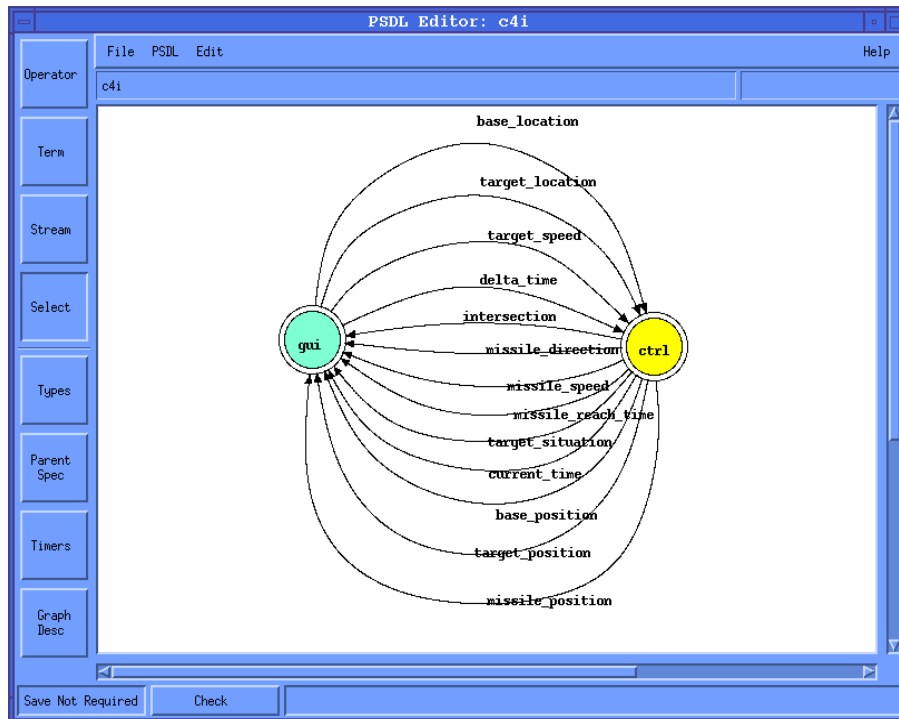 PSDL Editor: c4i
File PSDL Edit Help
Operator
c4i
Term
Stream
Select
Types
Parent
Spec
Timers
Graph
Desc
base_location
target_location
target_speed
delta_time
intersection
gui
missile_direction
ctrl
missile_speed
missile_reach_time
target_situation
current_time
base_position
target_position
missile_position
Save Not Required
Check